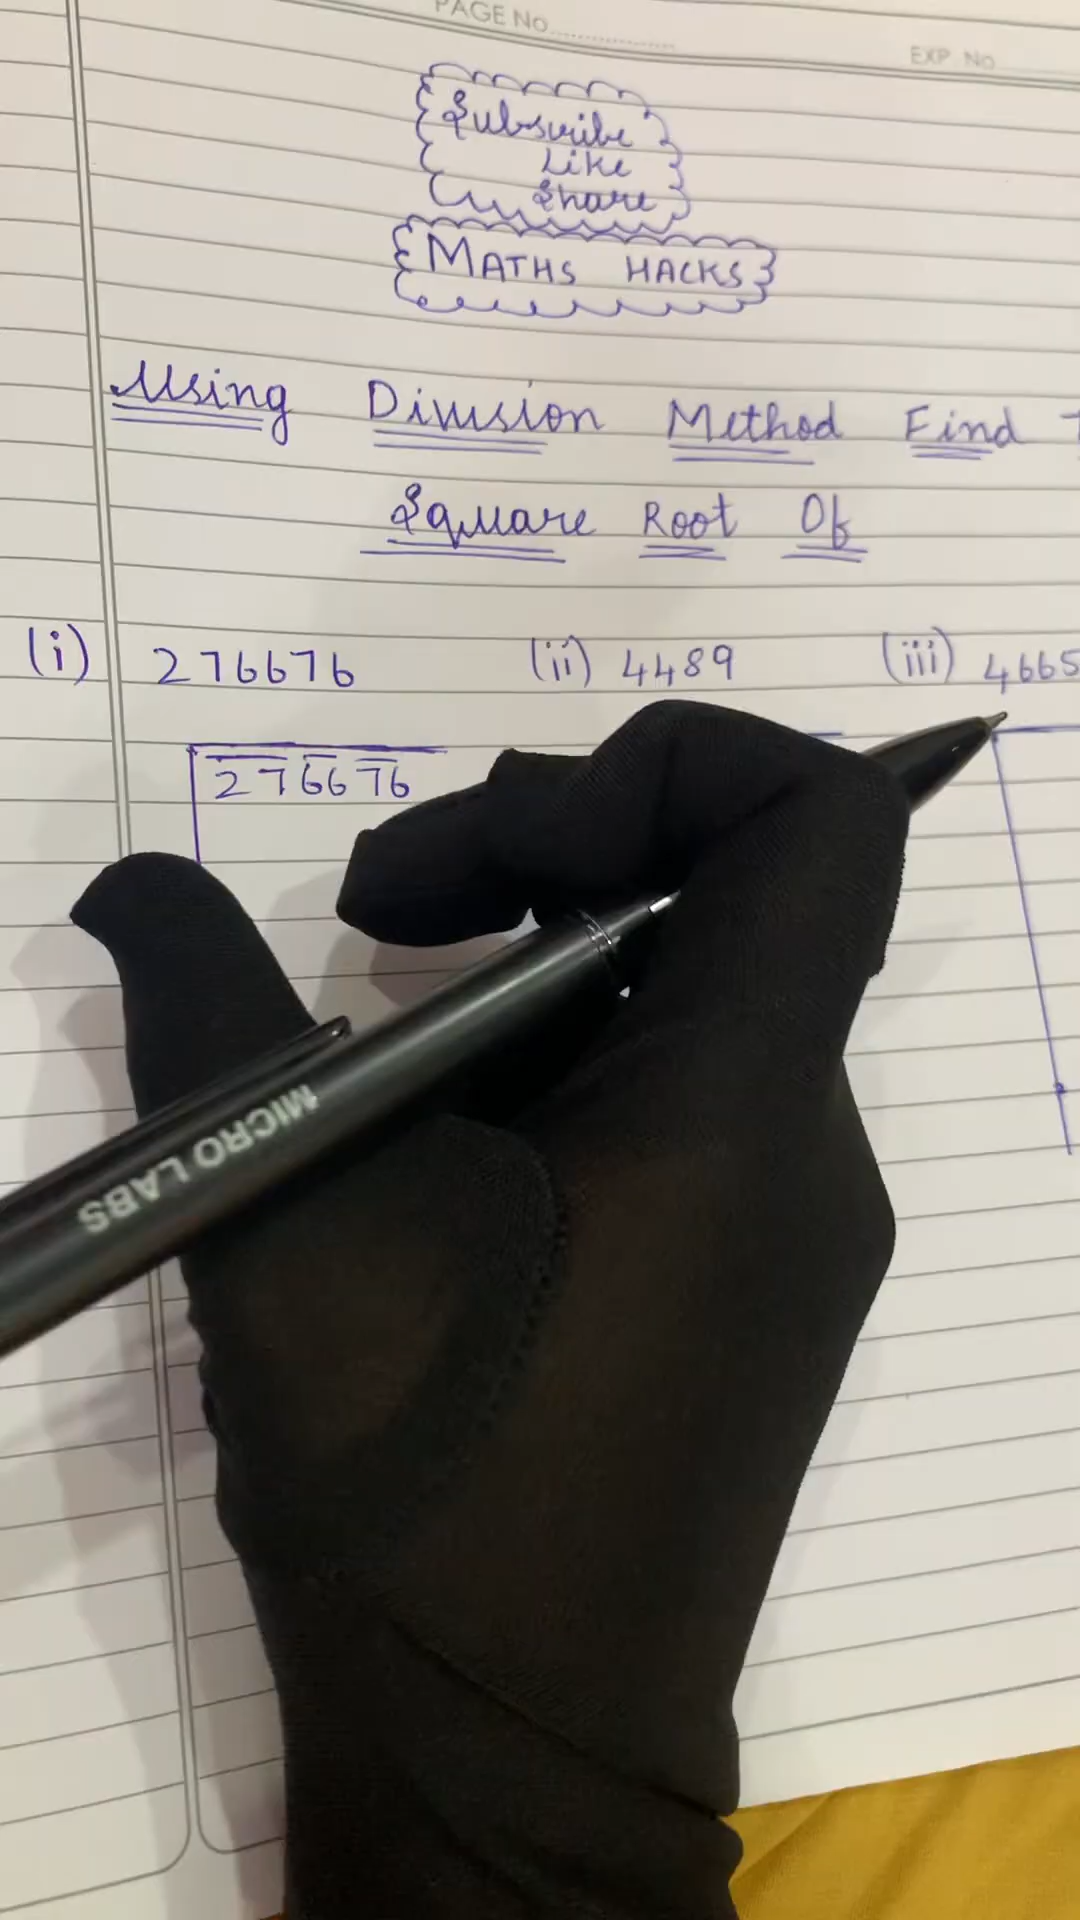 PAGE No
EXP. No
Subscribe
Like
Share
MATHS HACKS
Using Division Method Find
Square Root Of
(i) 276676 (ii) 4489 (iii) 4665
276676
MICRO LABS